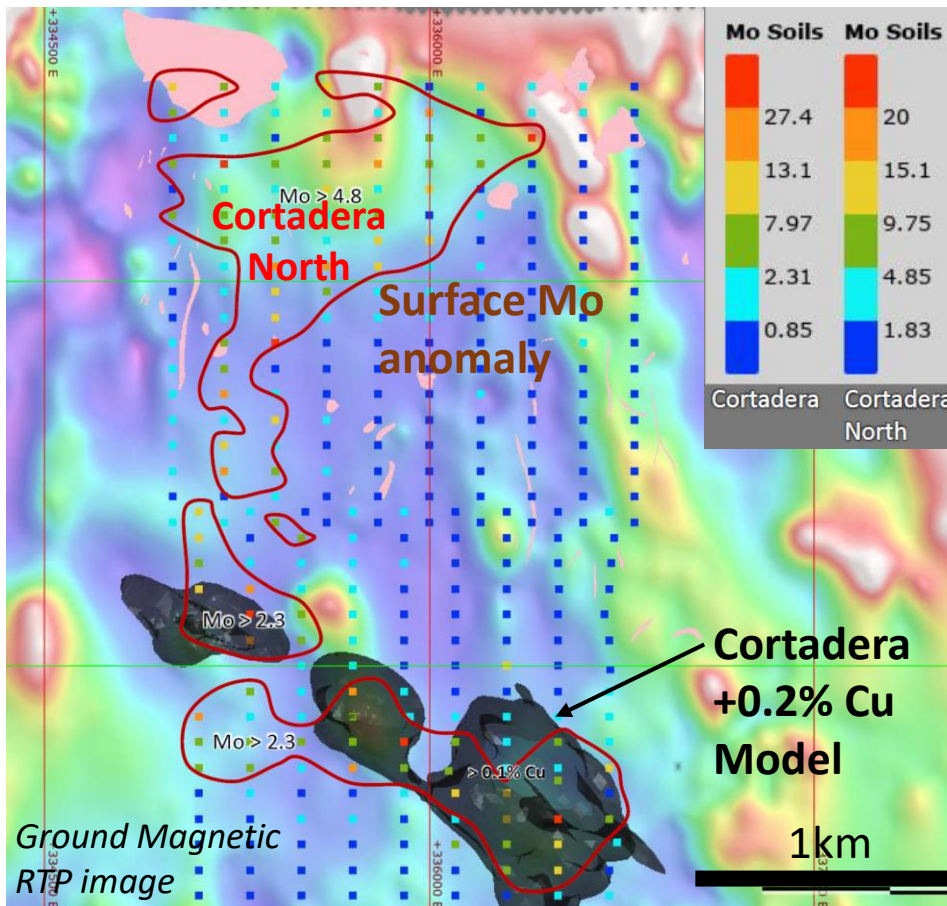 +334500 E
+336000 E
Mo Soils
27.4
13.1
7.97
2.31
0.85
Cortadera
Mo Soils
20
15.1
9.75
4.85
1.83
Cortadera
North
Mo > 4.8
Cortadera
North
Surface Mo
anomaly
Mo > 2.3
Mo > 2.3
> 0.1% Cu
Cortadera
+0.2% Cu
Model
Ground Magnetic
RTP image
1km
+334500 E
+336000 E